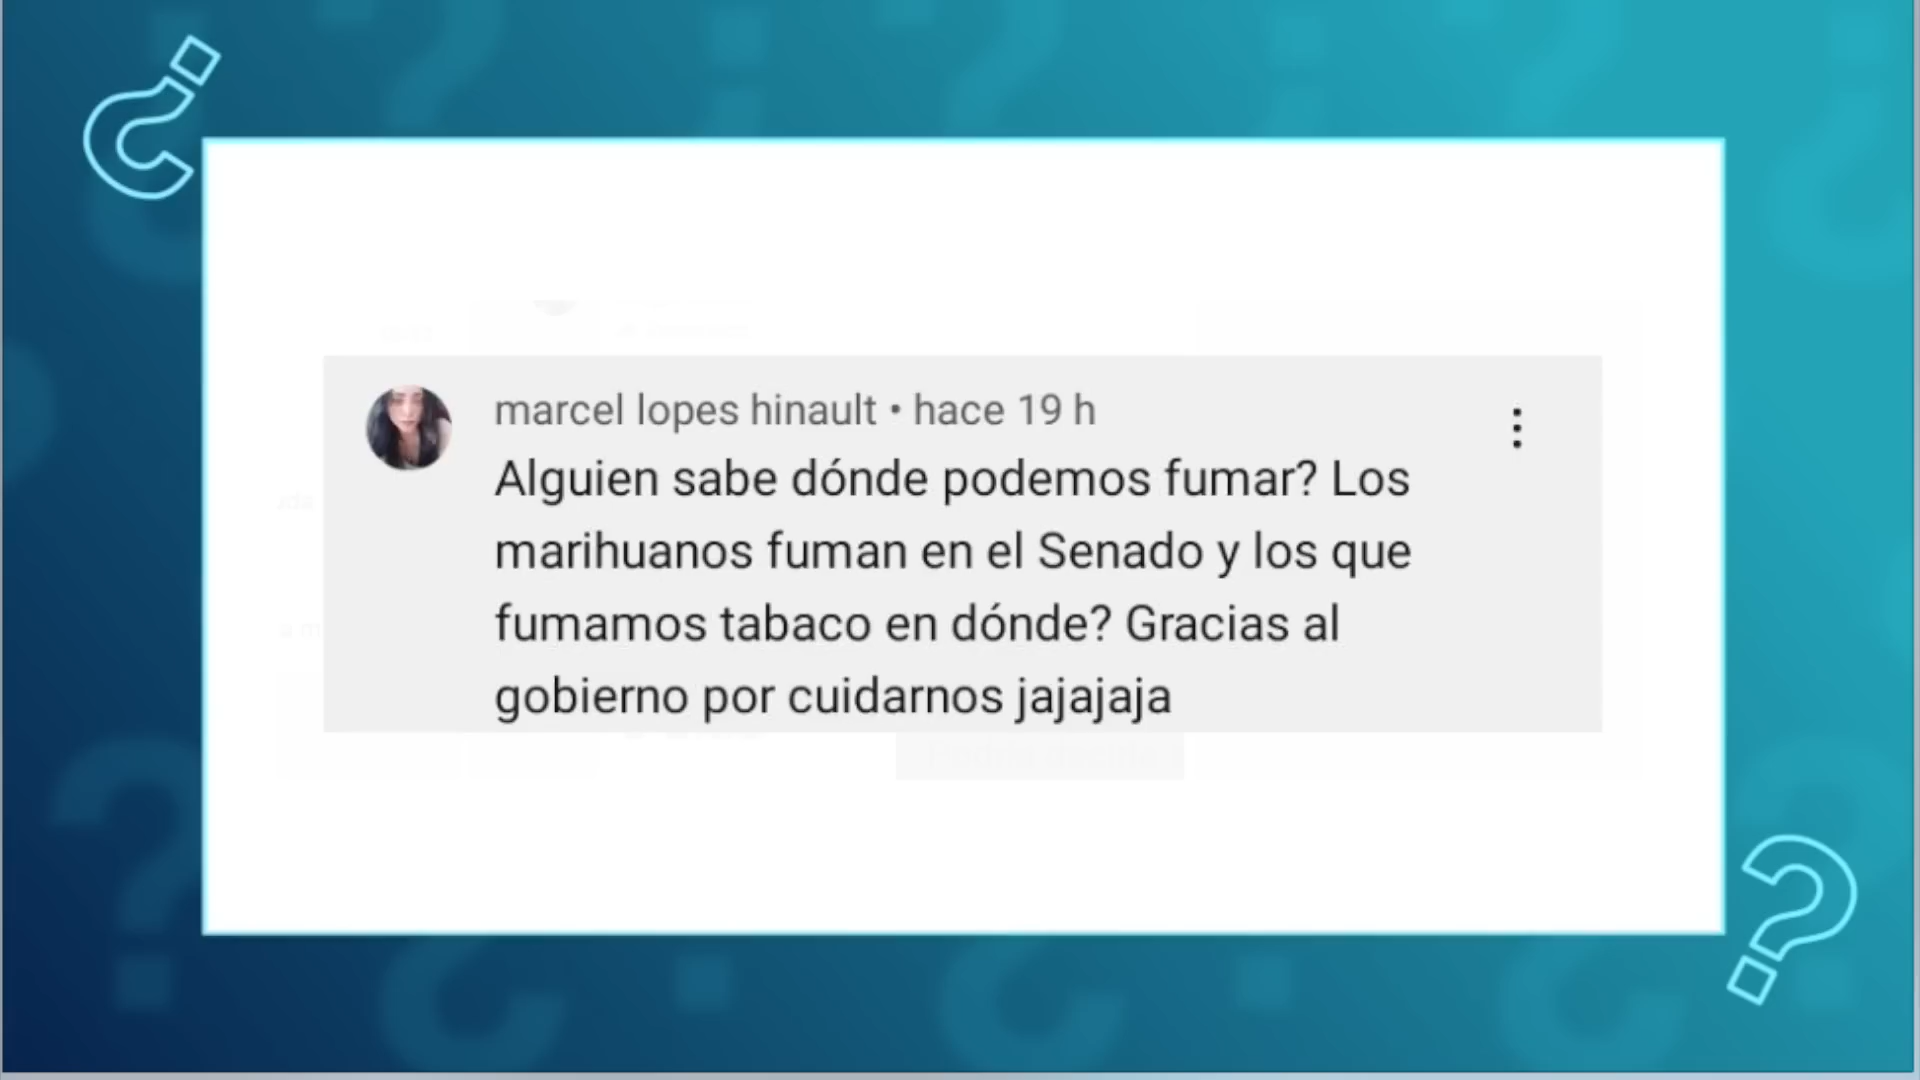 marcel lopes hinault • hace 19 h
Alguien sabe dónde podemos fumar? Los
marihuanos fuman en el Senado y los que
fumamos tabaco en dónde? Gracias al
gobierno por cuidarnos jajajaja